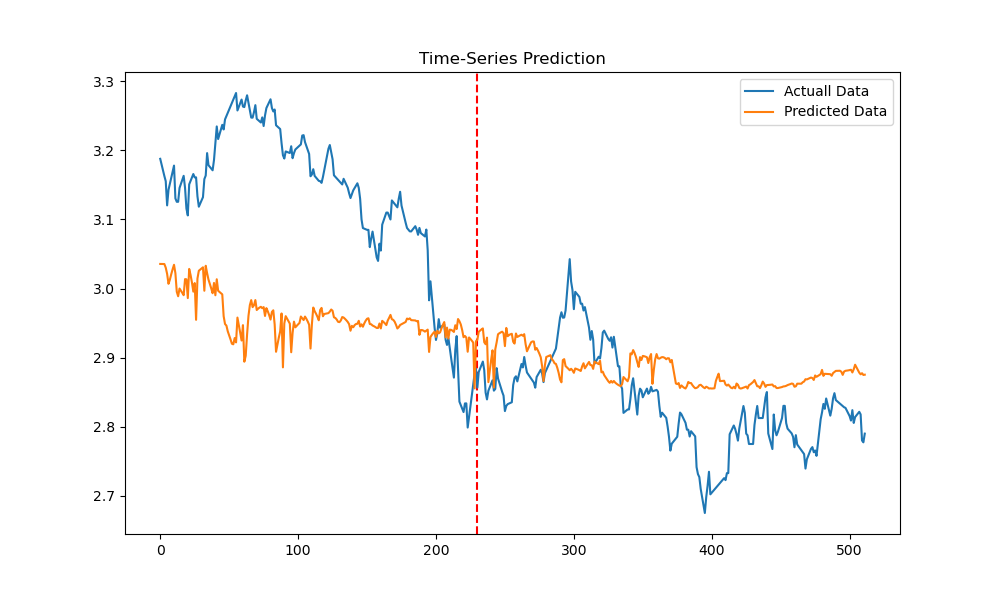 Time-Series Prediction
Actuall Data
Predicted Data
3.3
3.2
3.1
3.0
2.9
2.8
2.7
0 100 200 300 400 500